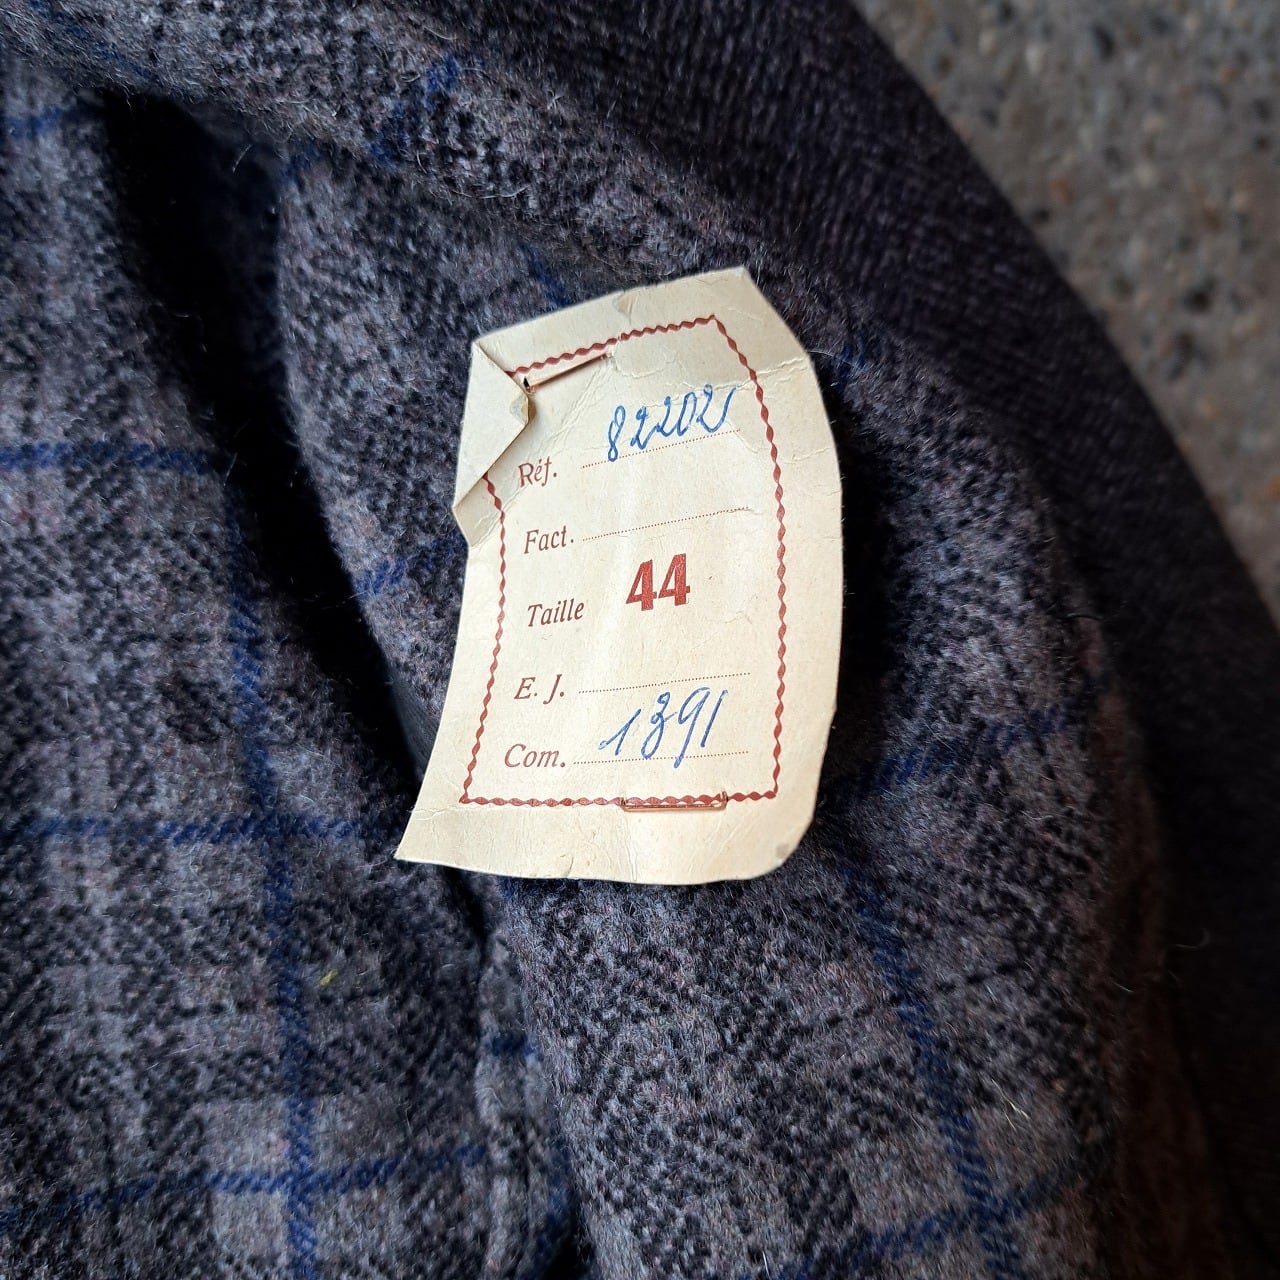 Réf. 82202
Fact.
Taille 44
E. J.
Com. 1391